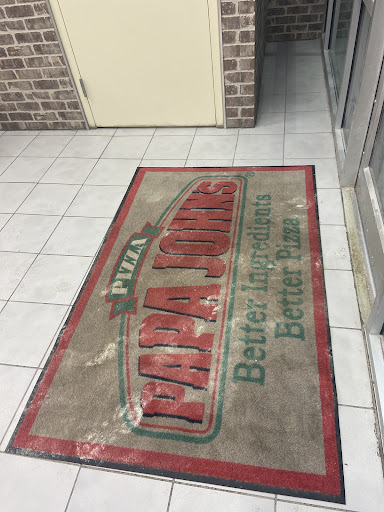 PIZZA
PAPA JOHNS
Better Ingredients
Better Pizza